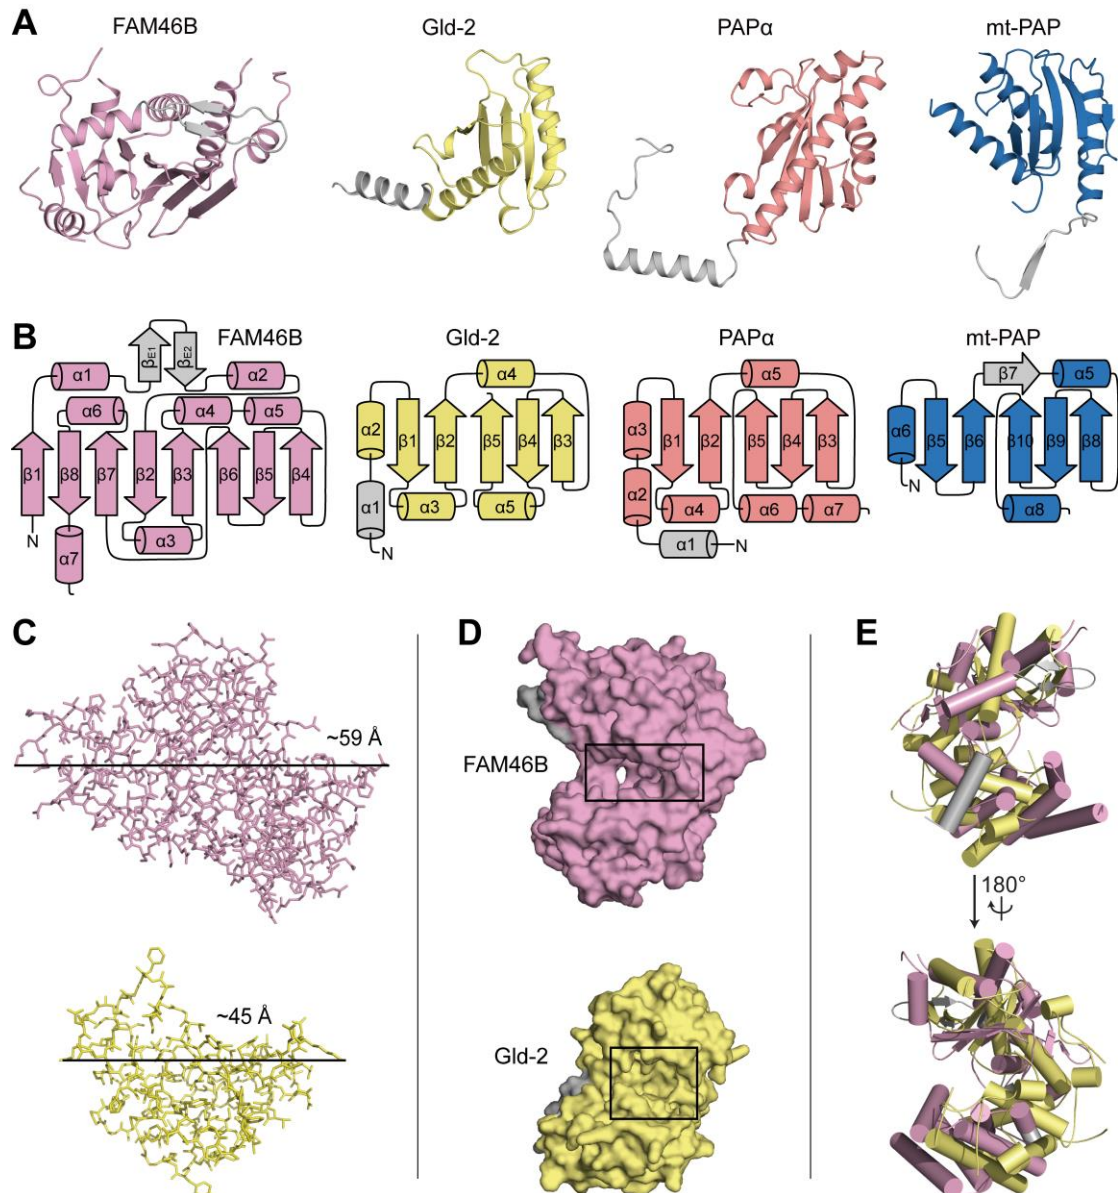 A
FAM46B
Gld-2
PAPα
mt-PAP
B
FAM46B
Gld-2
PAPα
mt-PAP
α1
βE1
βE2
α2
α6
α4
α5
β1
β8
β7
β2
β3
β6
β5
β4
N
α3
α7
α4
α2
β1
β2
β5
β4
β3
α1
α3
α5
N
α5
α3
β1
β2
β5
β4
β3
α2
α4
α6
α7
α1
N
β7
α5
α6
β5
β6
β10
β9
β8
N
α8
C
~59 Å
~45 Å
D
FAM46B
Gld-2
E
180°